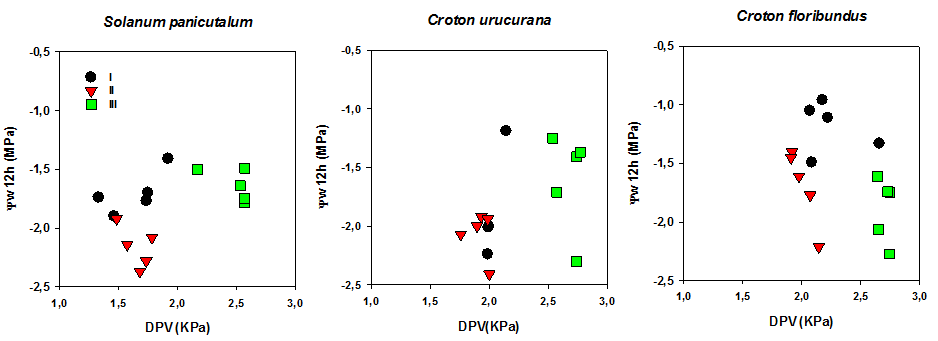 Solanum panicutalum
-0,5
-1,0
-1,5
-2,0
-2,5
Ψw 12h (MPa)
I
II
III
1,0 1,5 2,0 2,5 3,0
DPV (KPa)
Croton urucurana
-0,5
-1,0
-1,5
-2,0
-2,5
Ψw 12h (MPa)
1,0 1,5 2,0 2,5 3,0
DPV(KPa)
Croton floribundus
-0,5
-1,0
-1,5
-2,0
-2,5
Ψw 12h (MPa)
1,0 1,5 2,0 2,5 3,0
DPV (KPa)